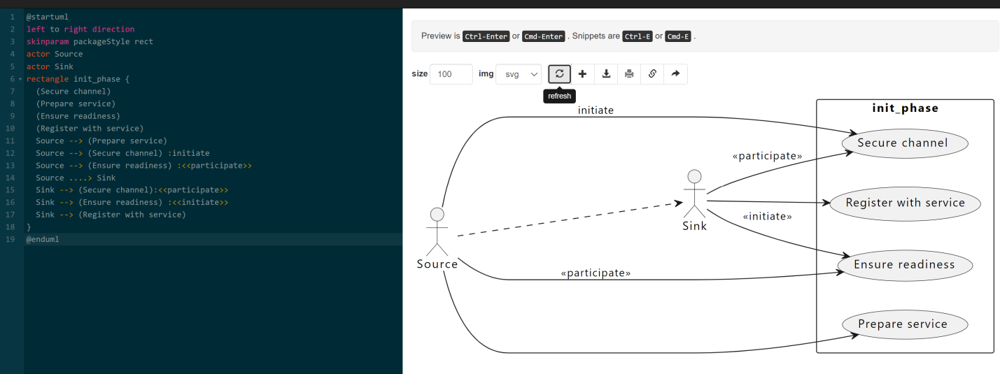 1 @startuml
2 left to right direction
3 skinparam packageStyle rect
4 actor Source
5 actor Sink
6 rectangle init_phase {
7 (Secure channel)
8 (Prepare service)
9 (Ensure readiness)
10 (Register with service)
11 Source --> (Prepare service)
12 Source --> (Secure channel) :initiate
13 Source --> (Ensure readiness) :<<participate>>
14 Source ....> Sink
15 Sink --> (Secure channel):<<participate>>
16 Sink --> (Ensure readiness) :<<initiate>>
17 Sink --> (Register with service)
18 }
19 @enduml
Preview is Ctrl-Enter or Cmd-Enter . Snippets are Ctrl-E or Cmd-E .
size 100 img svg
refresh
initiate
init_phase
Secure channel
«participate»
Register with service
Sink
«initiate»
Source
Ensure readiness
«participate»
Prepare service